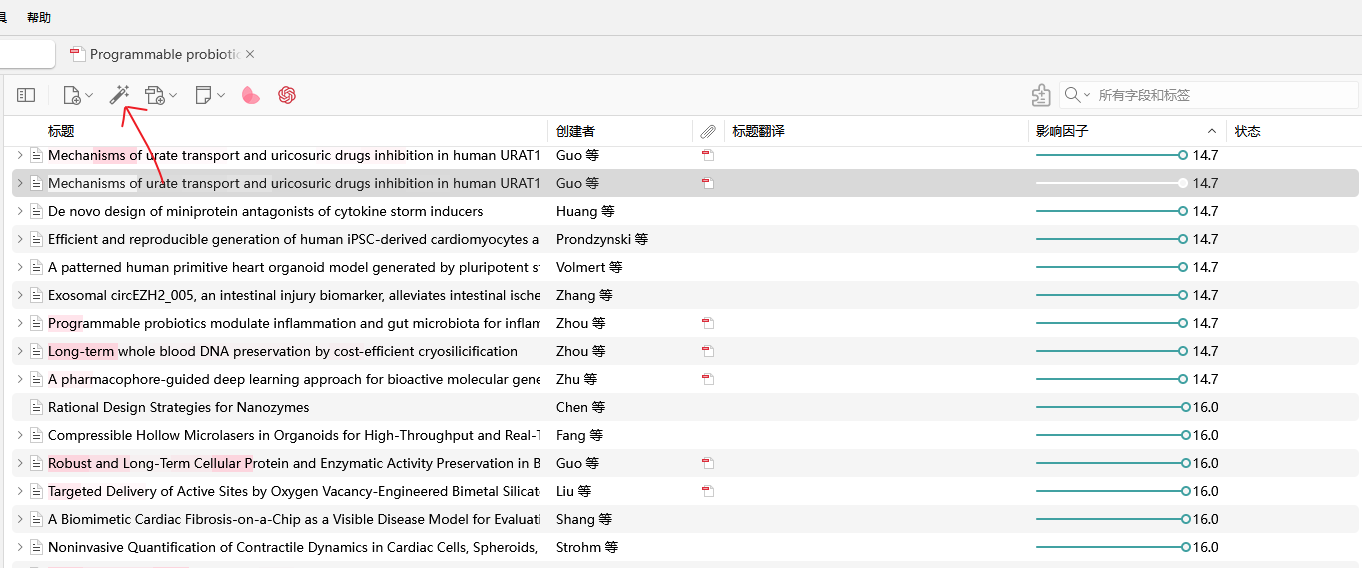 具 帮助
Programmable probiotic
所有字段和标签
标题 创建者 标题翻译 影响因子 状态
Mechanisms of urate transport and uricosuric drugs inhibition in human URAT1 Guo 等 14.7
Mechanisms of urate transport and uricosuric drugs inhibition in human URAT1 Guo 等 14.7
De novo design of miniprotein antagonists of cytokine storm inducers Huang 等 14.7
Efficient and reproducible generation of human iPSC-derived cardiomyocytes a Prondzynski 等 14.7
A patterned human primitive heart organoid model generated by pluripotent st Volmert 等 14.7
Exosomal circEZH2_005, an intestinal injury biomarker, alleviates intestinal ische Zhang 等 14.7
Programmable probiotics modulate inflammation and gut microbiota for inflam Zhou 等 14.7
Long-term whole blood DNA preservation by cost-efficient cryosilicification Zhou 等 14.7
A pharmacophore-guided deep learning approach for bioactive molecular gene Zhu 等 14.7
Rational Design Strategies for Nanozymes Chen 等 16.0
Compressible Hollow Microlasers in Organoids for High-Throughput and Real-T Fang 等 16.0
Robust and Long-Term Cellular Protein and Enzymatic Activity Preservation in B Guo 等 16.0
Targeted Delivery of Active Sites by Oxygen Vacancy-Engineered Bimetal Silicate Liu 等 16.0
A Biomimetic Cardiac Fibrosis-on-a-Chip as a Visible Disease Model for Evaluati Shang 等 16.0
Noninvasive Quantification of Contractile Dynamics in Cardiac Cells, Spheroids, Strohm 等 16.0